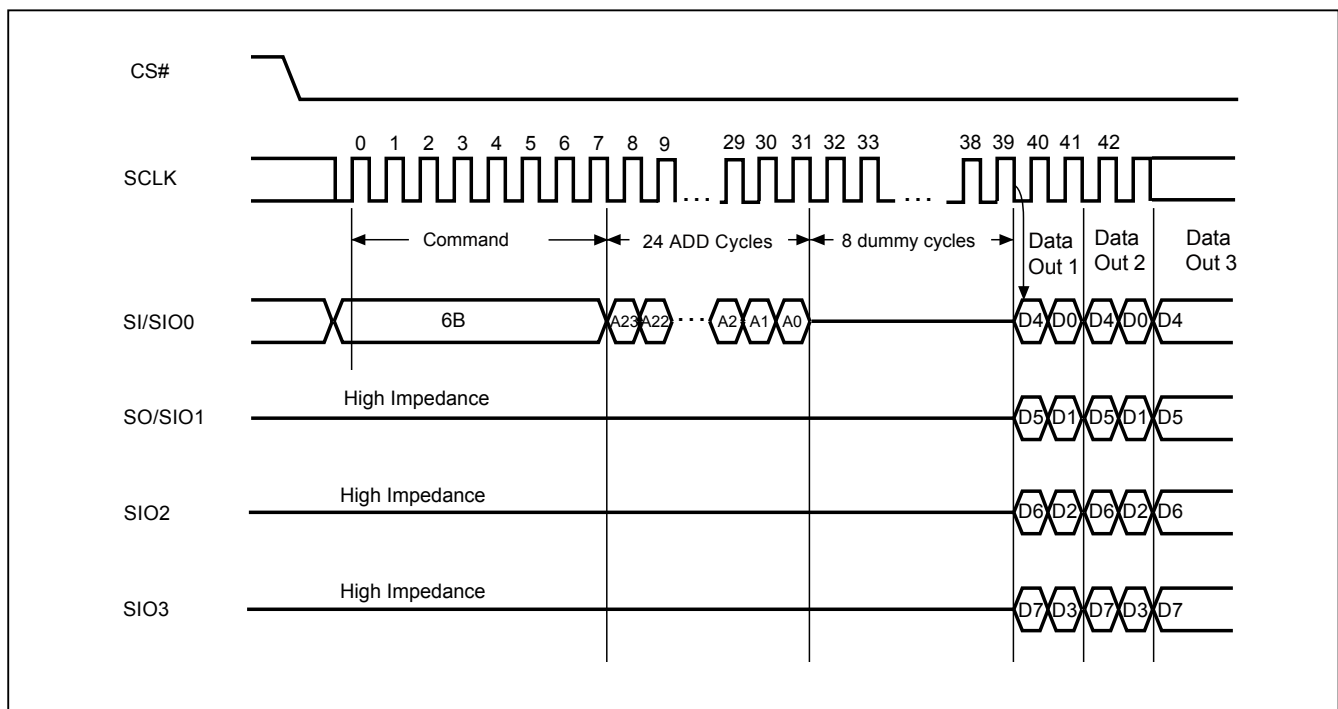 CS#
0 1 2 3 4 5 6 7 8 9 29 30 31 32 33 38 39 40 41 42
SCLK
Command 24 ADD Cycles 8 dummy cycles Data Out 1 Data Out 2 Data Out 3
SI/SIO0 6B A23 A22 A2 A1 A0 D4 D0 D4 D0 D4
High Impedance
SO/SIO1 D5 D1 D5 D1 D5
High Impedance
SIO2 D6 D2 D6 D2 D6
High Impedance
SIO3 D7 D3 D7 D3 D7